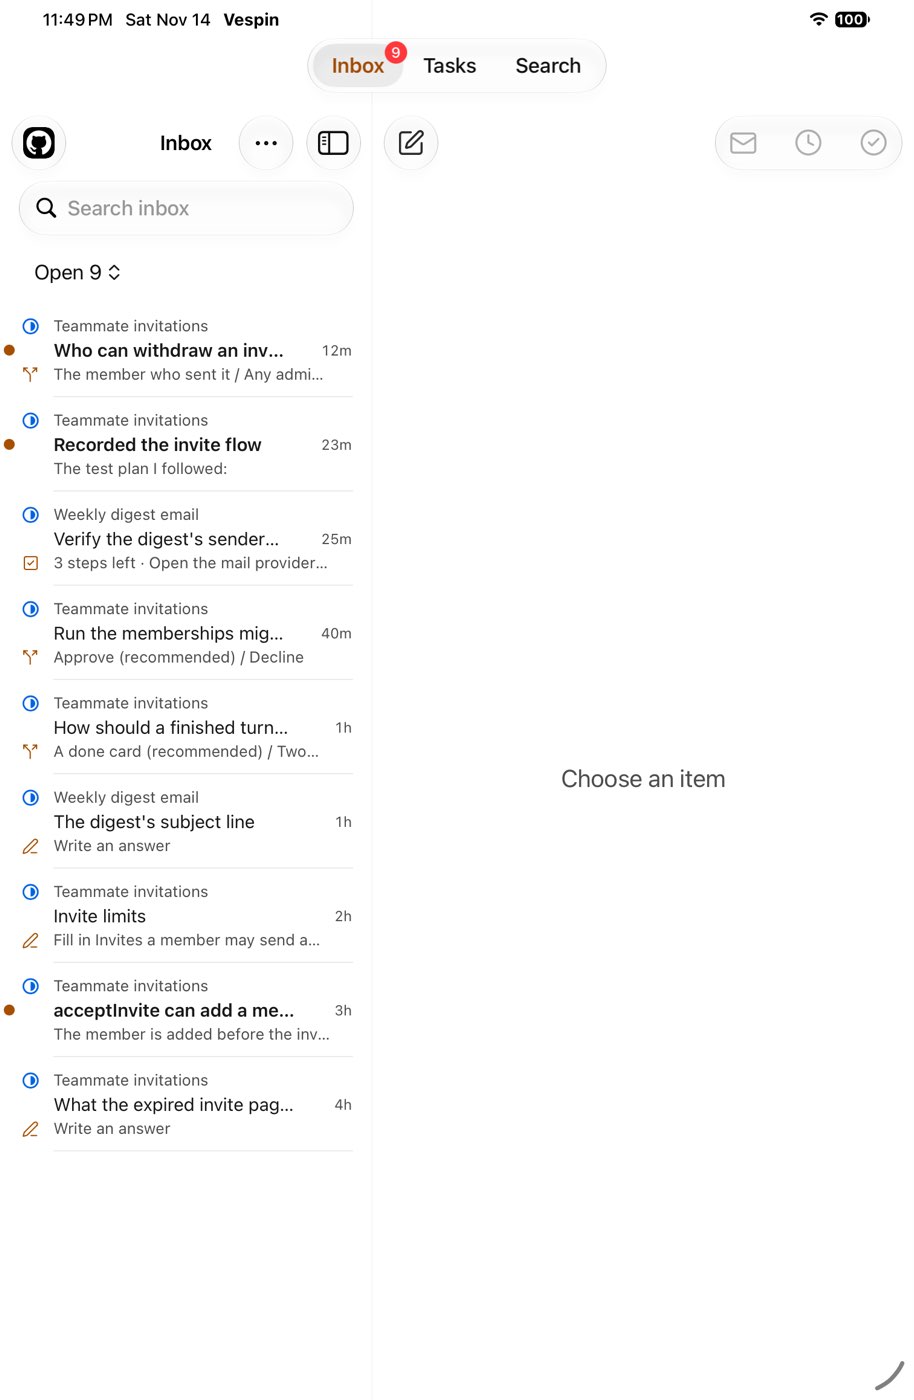 11:49 PM Sat Nov 14 Vespin
100
Inbox 9 Tasks Search
Inbox
Search inbox
Open 9
Teammate invitations
Who can withdraw an inv... 12m
The member who sent it / Any admi...
Teammate invitations
Recorded the invite flow 23m
The test plan I followed:
Weekly digest email
Verify the digest's sender... 25m
3 steps left · Open the mail provider...
Teammate invitations
Run the memberships mig... 40m
Approve (recommended) / Decline
Teammate invitations
How should a finished turn... 1h
A done card (recommended) / Two...
Weekly digest email
The digest's subject line 1h
Write an answer
Teammate invitations
Invite limits 2h
Fill in Invites a member may send a...
Teammate invitations
acceptInvite can add a me... 3h
The member is added before the inv...
Teammate invitations
What the expired invite pag... 4h
Write an answer
Choose an item